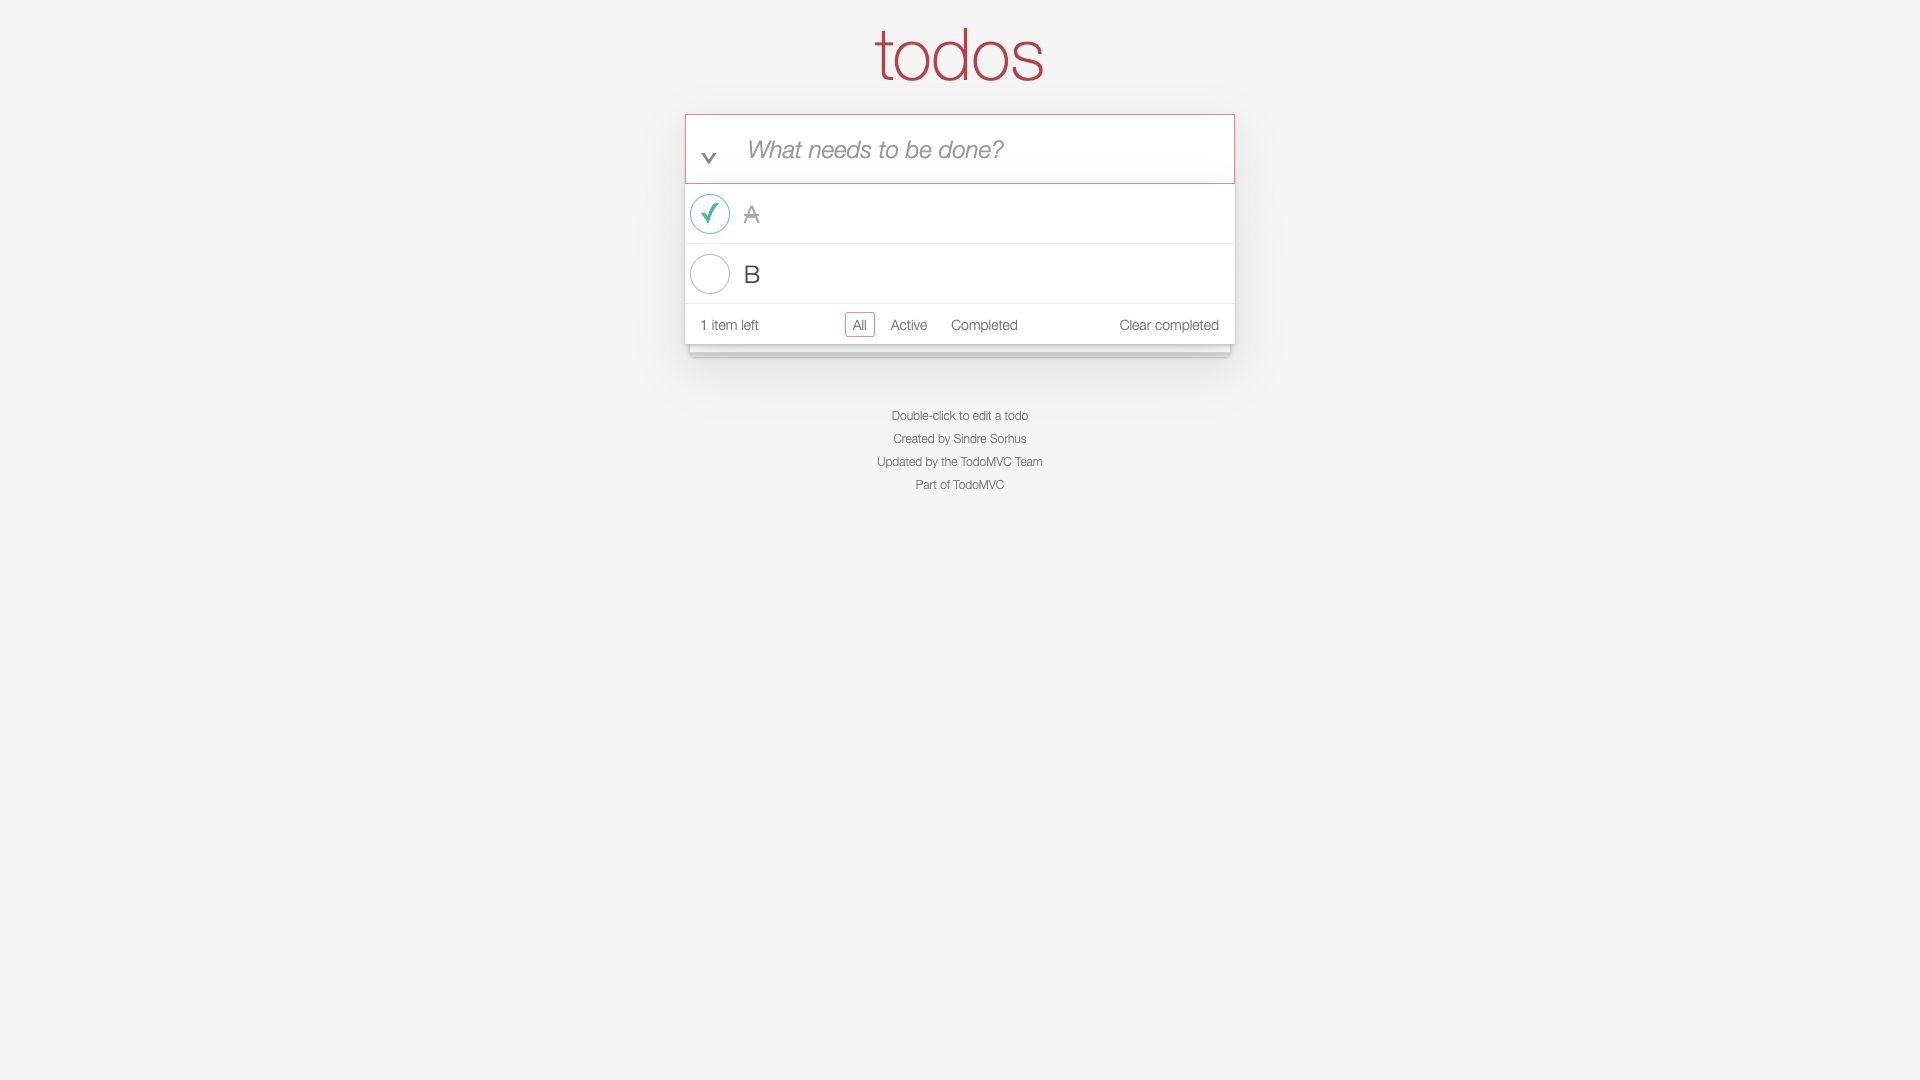 todos
What needs to be done?
A
B
1 item left All Active Completed Clear completed
Double-click to edit a todo
Created by Sindre Sorhus
Updated by the TodoMVC Team
Part of TodoMVC